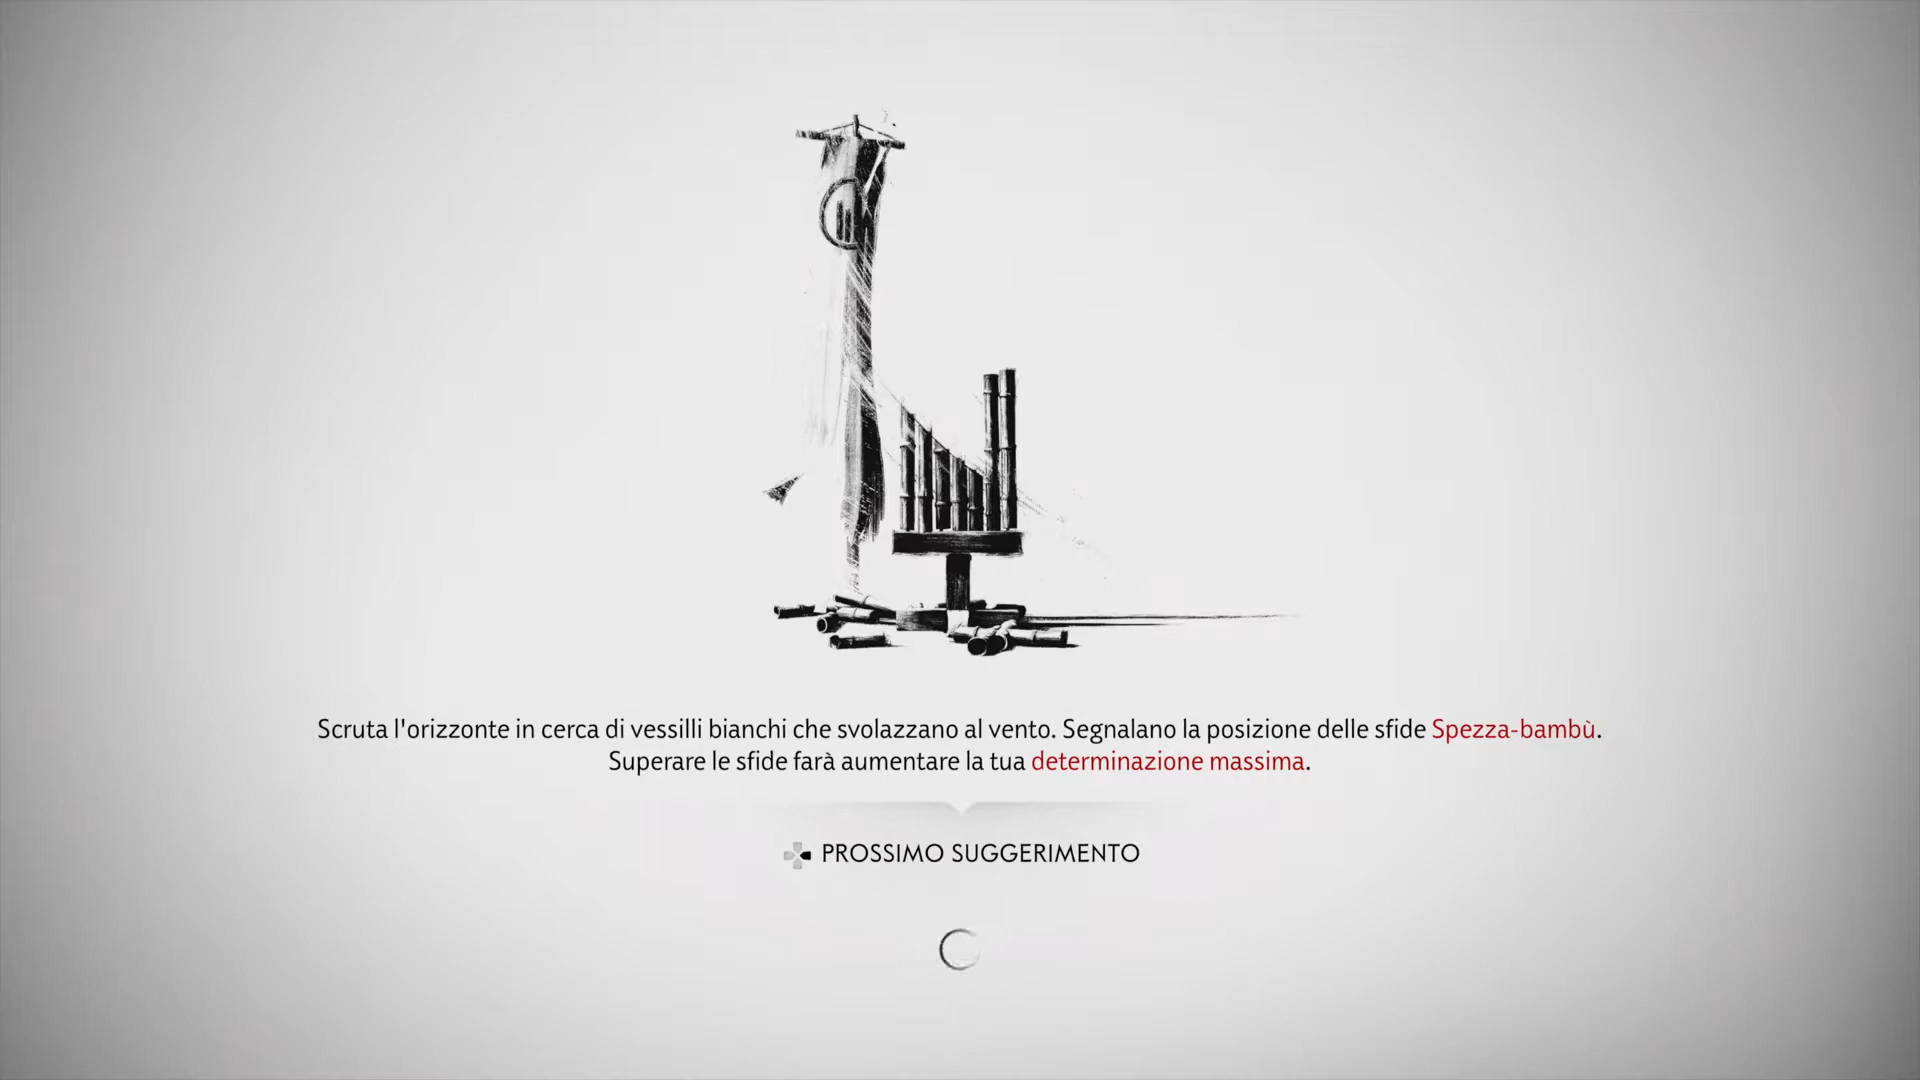 Scruta l'orizzonte in cerca di vessilli bianchi che svolazzano al vento. Segnalano la posizione delle sfide Spezza-bambù.
Superare le sfide farà aumentare la tua determinazione massima.
PROSSIMO SUGGERIMENTO